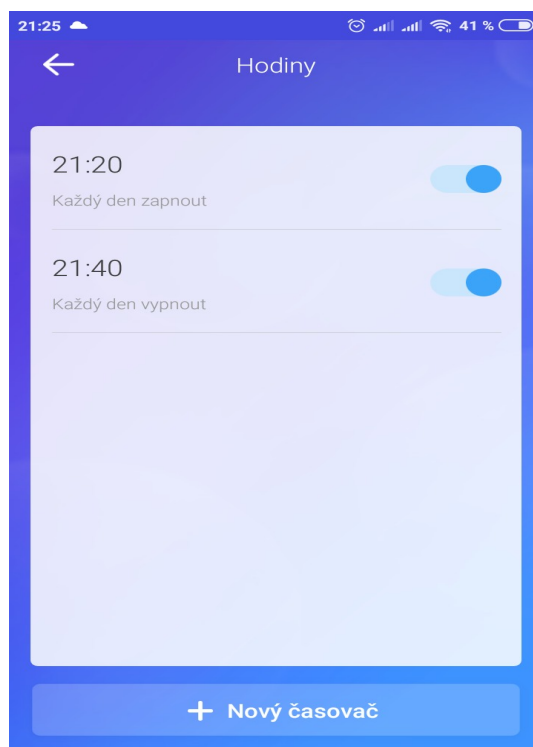 21:25 41 %
Hodiny
21:20
Každý den zapnout
21:40
Každý den vypnout
+ Nový časovač